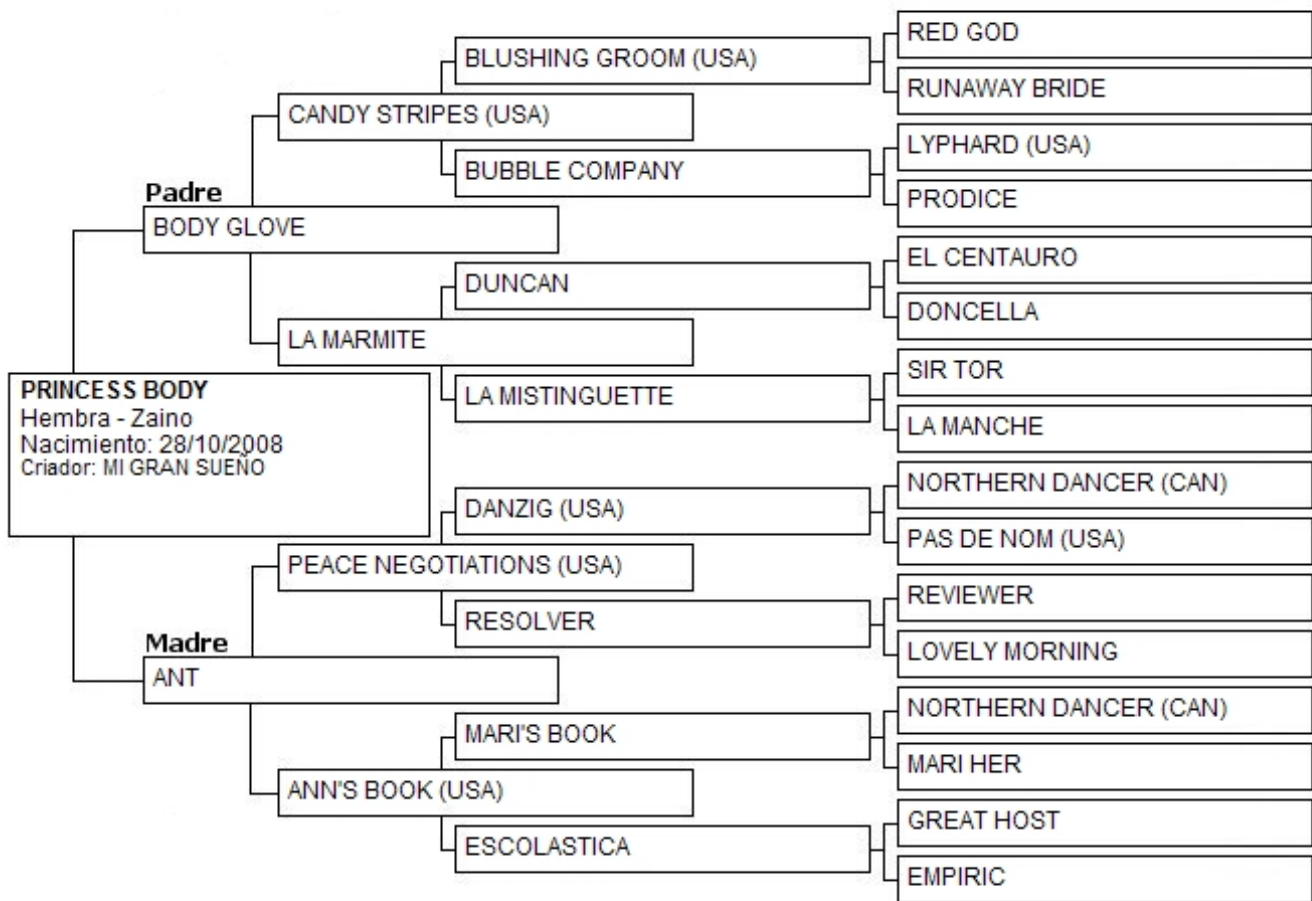 RED GOD
BLUSHING GROOM (USA)
RUNAWAY BRIDE
CANDY STRIPES (USA)
LYPHARD (USA)
BUBBLE COMPANY
PRODICE
Padre
BODY GLOVE
EL CENTAURO
DUNCAN
DONCELLA
LA MARMITE
SIR TOR
LA MISTINGUETTE
LA MANCHE
PRINCESS BODY
Hembra - Zaino
Nacimiento: 28/10/2008
Criador: MI GRAN SUEÑO
NORTHERN DANCER (CAN)
DANZIG (USA)
PAS DE NOM (USA)
PEACE NEGOTIATIONS (USA)
REVIEWER
RESOLVER
LOVELY MORNING
Madre
ANT
NORTHERN DANCER (CAN)
MARI'S BOOK
MARI HER
ANN'S BOOK (USA)
GREAT HOST
ESCOLASTICA
EMPIRIC